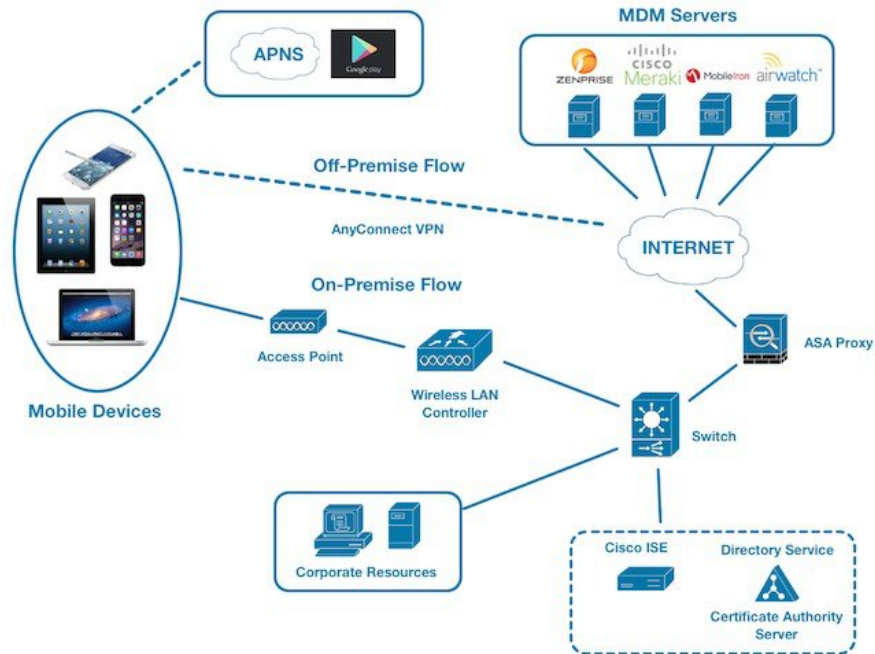 MDM Servers
APNS
Google play
ZENPRISE
CISCO
Meraki
MobileIron
airwatch™
Off-Premise Flow
AnyConnect VPN
INTERNET
On-Premise Flow
Access Point
ASA Proxy
Wireless LAN
Controller
Mobile Devices
Switch
Corporate Resources
Cisco ISE
Directory Service
Certificate Authority
Server